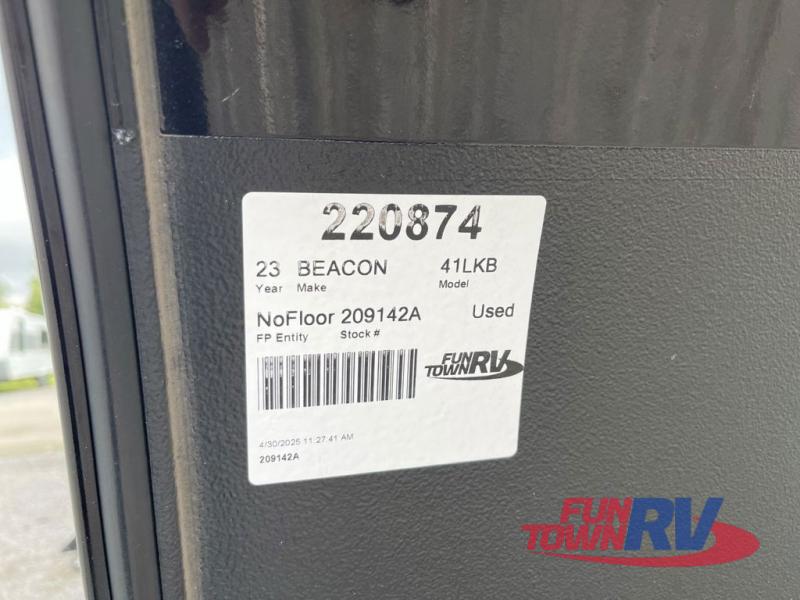 220874
23 BEACON 41LKB
Year Make Model
NoFloor 209142A Used
FP Entity Stock #
FUN TOWN RV
4/30/2025 11:27:41 AM
209142A
FUN TOWN RV